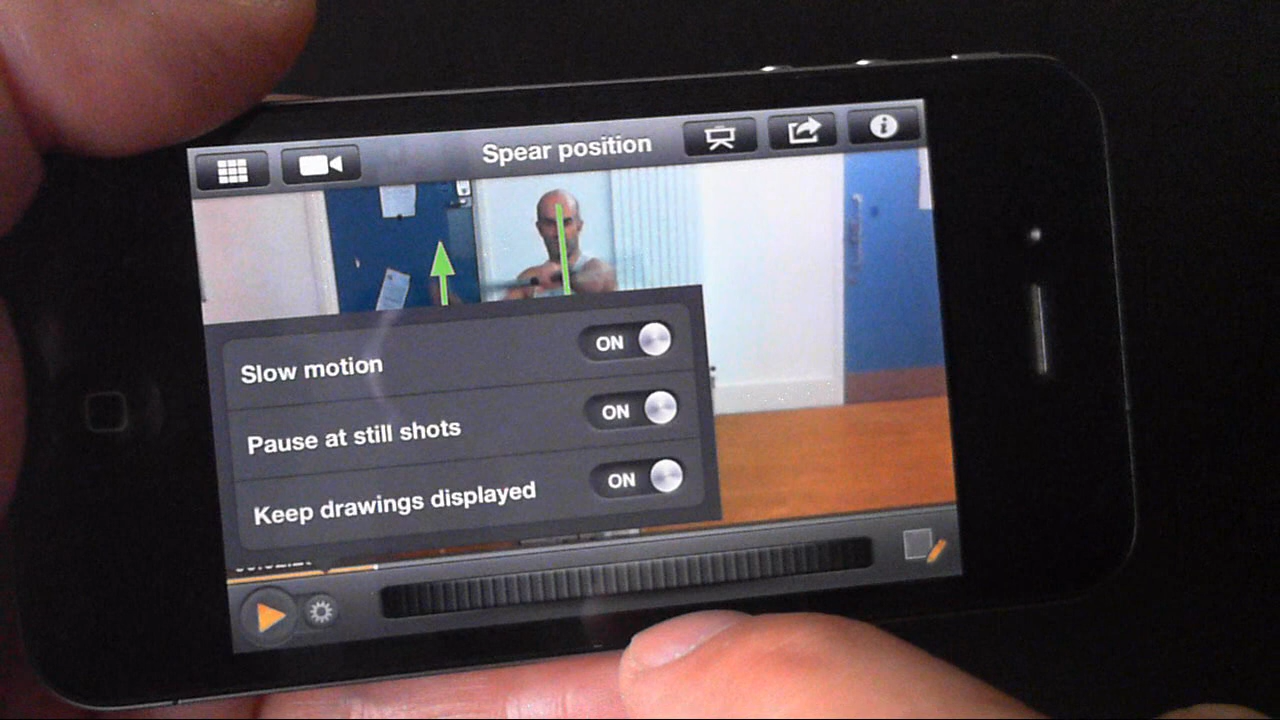 Spear position
Slow motion
ON
Pause at still shots
ON
Keep drawings displayed
ON